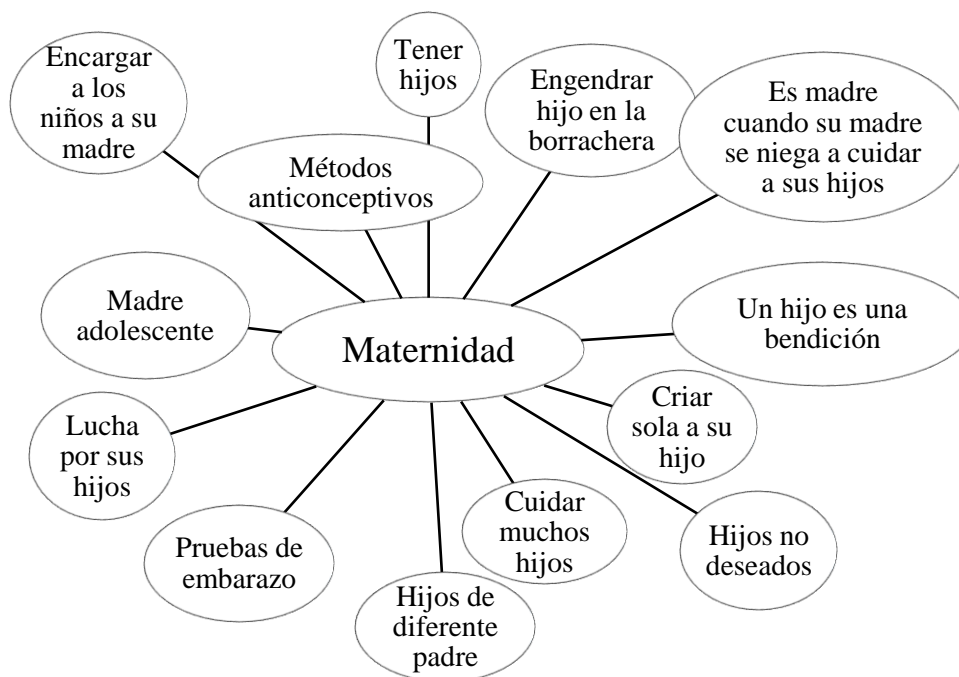 Encargar
a los
niños a su
madre
Tener
hijos
Engendrar
hijo en la
borrachera
Es madre
cuando su madre
se niega a cuidar
a sus hijos
Métodos
anticonceptivos
Madre
adolescente
Maternidad
Un hijo es una
bendición
Lucha
por sus
hijos
Criar
sola a su
hijo
Pruebas de
embarazo
Cuidar
muchos
hijos
Hijos no
deseados
Hijos de
diferente
padre